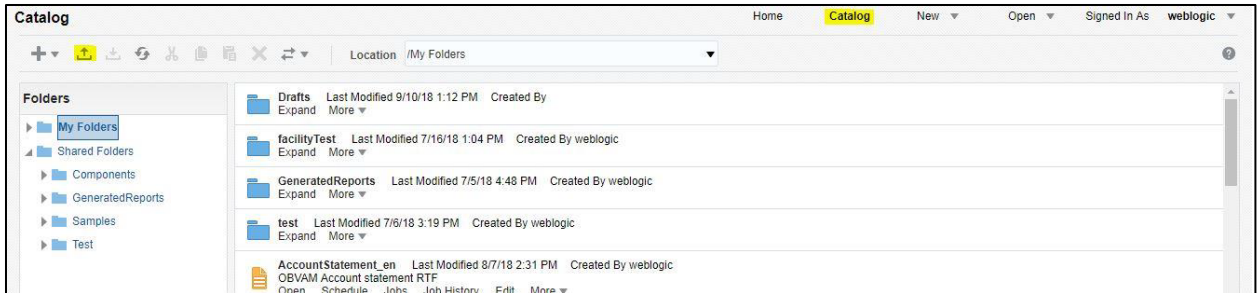 Catalog Home Catalog New Open Signed In As weblogic
Location /My Folders
Folders
My Folders
Shared Folders
Components
GeneratedReports
Samples
Test
Drafts Last Modified 9/10/18 1:12 PM Created By
Expand More
facilityTest Last Modified 7/16/18 1:04 PM Created By weblogic
Expand More
GeneratedReports Last Modified 7/5/18 4:48 PM Created By weblogic
Expand More
test Last Modified 7/6/18 3:19 PM Created By weblogic
Expand More
AccountStatement_en Last Modified 8/7/18 2:31 PM Created By weblogic
OBVAM Account statement RTF
Open Schedule Jobs Job History Edit More